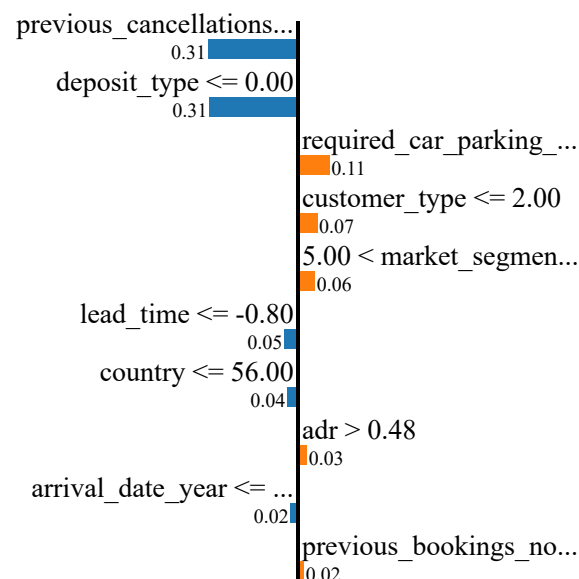 previous_cancellations...
0.31
deposit_type <= 0.00
0.31
required_car_parking_...
0.11
customer_type <= 2.00
0.07
5.00 < market_segmen...
0.06
lead_time <= -0.80
0.05
country <= 56.00
0.04
adr > 0.48
0.03
arrival_date_year <= ...
0.02
previous_bookings_no...
0.02